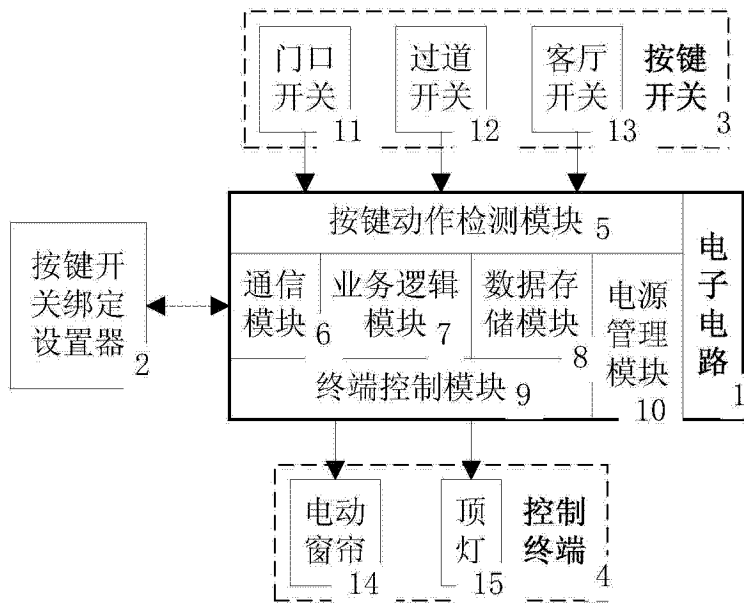 门口
开关
11
过道
开关
12
客厅
开关
13
按键
开关
3
按键动作检测模块 5
按键开
关绑定
设置器
2
通信
模块
6
业务逻辑
模块 7
数据存
储模块
8
电源
管理
模块
10
电
子
电
路
1
终端控制模块 9
电动
窗帘
14
顶
灯
15
控制
终端
4